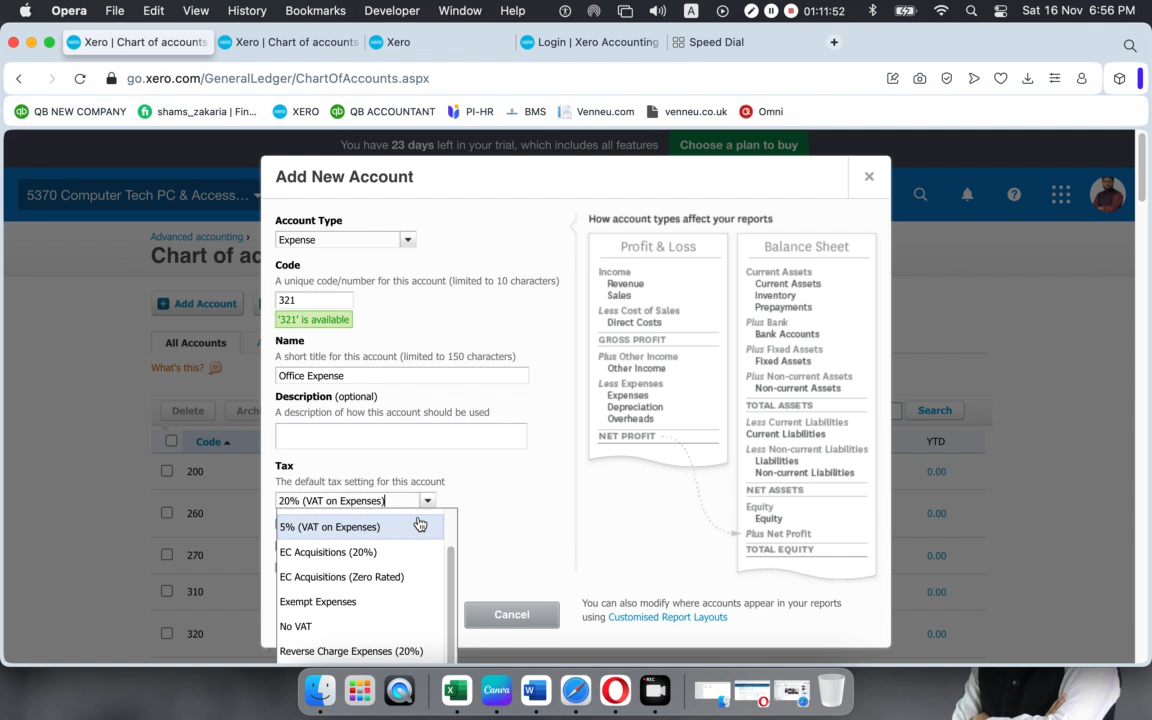 Opera File Edit View History Bookmarks Developer Window Help A 01:11:52 Sat 16 Nov 6:56 PM
xero Xero | Chart of accounts xero Xero | Chart of accounts xero Xero xero Login | Xero Accounting Speed Dial +
go.xero.com/GeneralLedger/ChartOfAccounts.aspx
qb QB NEW COMPANY shams_zakaria | Fin... xero XERO qb QB ACCOUNTANT PI-HR BMS Venneu.com venneu.co.uk Omni
You have 23 days left in your trial, which includes all features Choose a plan to buy
5370 Computer Tech PC & Access...
Advanced accounting ›
Chart of ac
Add Account
All Accounts
What's this?
Delete Arch Search
Code YTD
200 0.00
260 0.00
270 0.00
310 0.00
320 0.00
Add New Account
Account Type
Expense
Code
A unique code/number for this account (limited to 10 characters)
321
'321' is available
Name
A short title for this account (limited to 150 characters)
Office Expense
Description (optional)
A description of how this account should be used
Tax
The default tax setting for this account
20% (VAT on Expenses)
5% (VAT on Expenses)
EC Acquisitions (20%)
EC Acquisitions (Zero Rated)
Exempt Expenses
No VAT
Reverse Charge Expenses (20%)
Cancel
How account types affect your reports
Profit & Loss
Income
Revenue
Sales
Less Cost of Sales
Direct Costs
GROSS PROFIT
Plus Other Income
Other Income
Less Expenses
Expenses
Depreciation
Overheads
NET PROFIT
Balance Sheet
Current Assets
Current Assets
Inventory
Prepayments
Plus Bank
Bank Accounts
Plus Fixed Assets
Fixed Assets
Plus Non-current Assets
Non-current Assets
TOTAL ASSETS
Less Current Liabilities
Current Liabilities
Less Non-current Liabilities
Liabilities
Non-current Liabilities
NET ASSETS
Equity
Equity
Plus Net Profit
TOTAL EQUITY
You can also modify where accounts appear in your reports
using Customised Report Layouts
Canva W REC